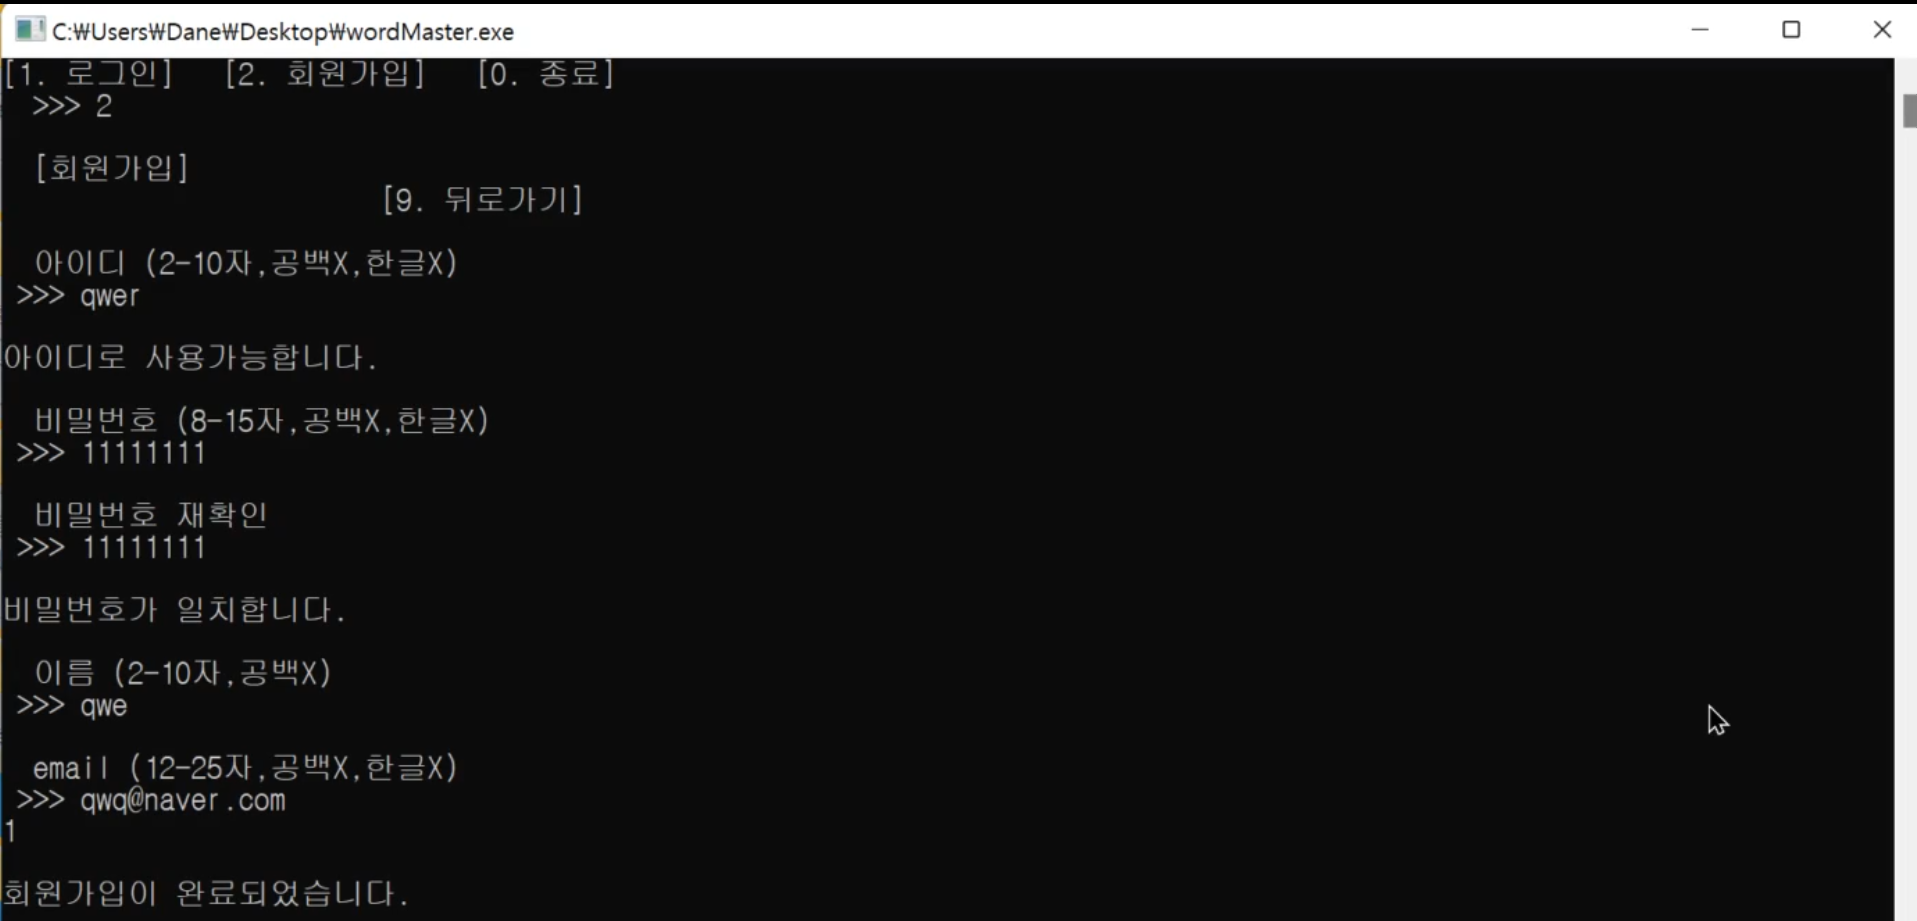 C:₩Users₩Dane₩Desktop₩wordMaster.exe
[1. 로그인] [2. 회원가입] [0. 종료]
>>> 2
[회원가입]
[9. 뒤로가기]
아이디 (2-10자,공백X,한글X)
>>> qwer
아이디로 사용가능합니다.
비밀번호 (8-15자,공백X,한글X)
>>> 11111111
비밀번호 재확인
>>> 11111111
비밀번호가 일치합니다.
이름 (2-10자,공백X)
>>> qwe
email (12-25자,공백X,한글X)
>>> qwq@naver.com
1
회원가입이 완료되었습니다.